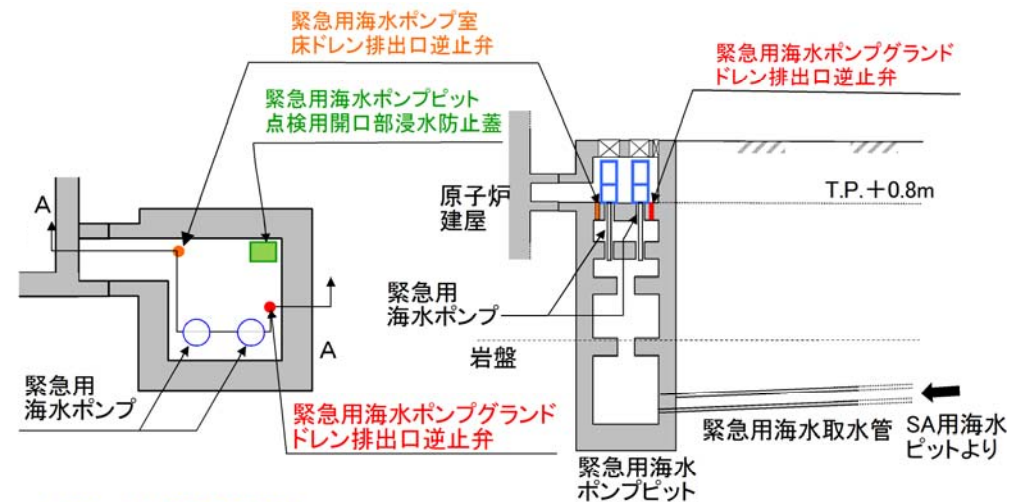 緊急用海水ポンプ室
床ドレン排出口逆止弁
緊急用海水ポンプグランド
ドレン排出口逆止弁
緊急用海水ポンプピット
点検用開口部浸水防止蓋
原子炉
建屋
T.P.+0.8m
A
A
緊急用
海水ポンプ
岩盤
緊急用
海水ポンプ
緊急用海水ポンプグランド
ドレン排出口逆止弁
緊急用海水取水管
SA用海水
ピットより
緊急用海水
ポンプピット